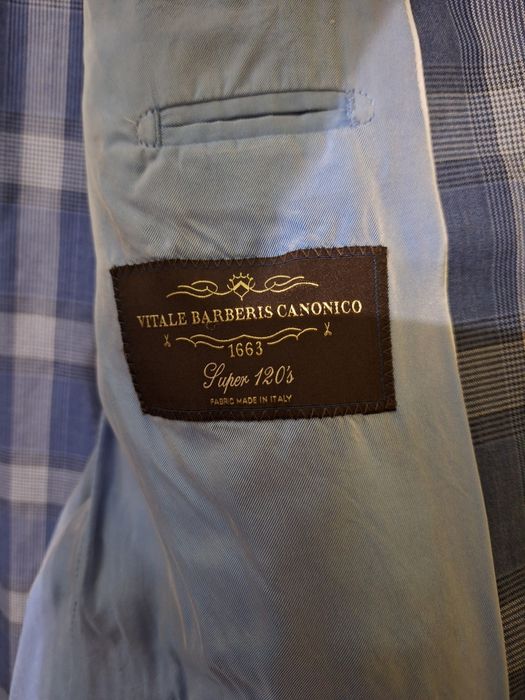 VITALE BARBERIS CANONICO
1663
Super 120's
FABRIC MADE IN ITALY